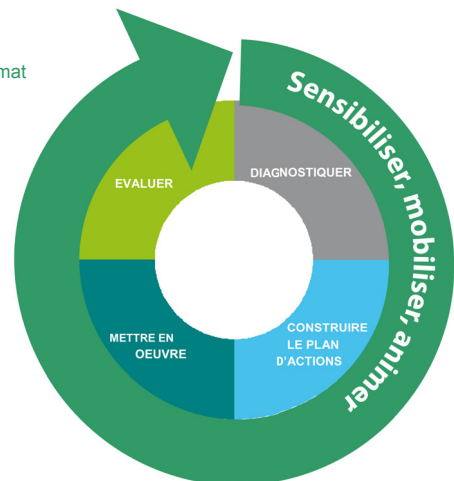 mat
Sensibiliser, mobiliser, animer
EVALUER
DIAGNOSTIQUER
METTRE EN
OEUVRE
CONSTRUIRE
LE PLAN
D'ACTIONS